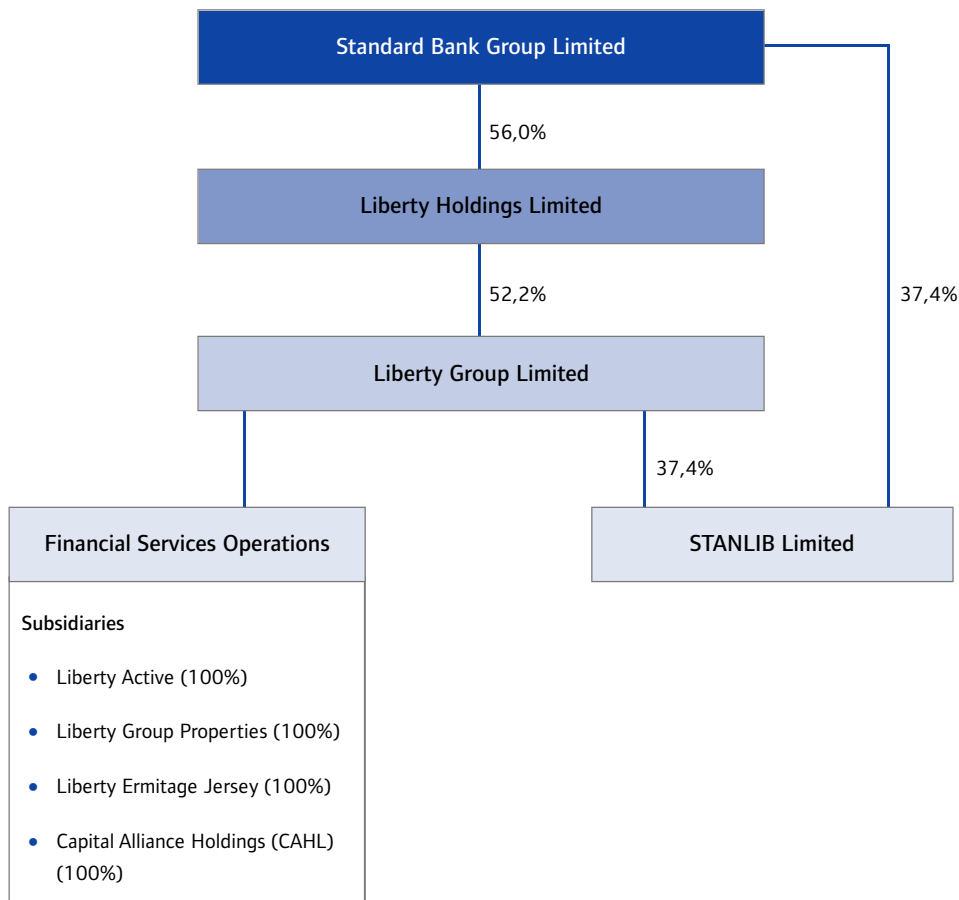 Standard Bank Group Limited
56,0%
Liberty Holdings Limited
52,2%
37,4%
Liberty Group Limited
37,4%
Financial Services Operations
STANLIB Limited
Subsidiaries
• Liberty Active (100%)
• Liberty Group Properties (100%)
• Liberty Ermitage Jersey (100%)
• Capital Alliance Holdings (CAHL)
(100%)